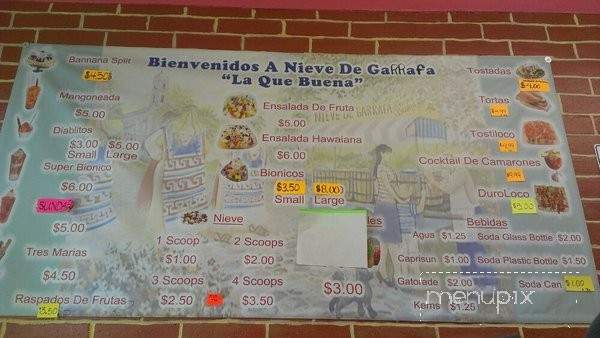 Bienvenidos A Nieve De Garrafa
"La Que Buena"
Bannana Split
$4.50
Mangoneada
$5.00
Diablitos
$3.00 $5.00
Small Large
Super Bionico
$6.00
$5.00
Tres Marias
$4.50
Raspados De Frutas
$3.50
Ensalada De Fruta
$5.00
Ensalada Hawaiana
$6.00
Bionicos
$3.50 $8.00
Small Large
Nieve
1 Scoop 2 Scoops
$1.00 $2.00
3 Scoops 4 Scoops
$2.50 $3.50
les
$3.00
Tostadas
Tortas
Tostiloco
Cocktail De Camarones
DuroLoco
Bebidas
Agua $1.25 Soda Glass Bottle $2.00
Caprisun $1.00 Soda Plastic Bottle $1.50
Gatolade $2.00 Soda Can $1.00
Kerns $1.25
menupix